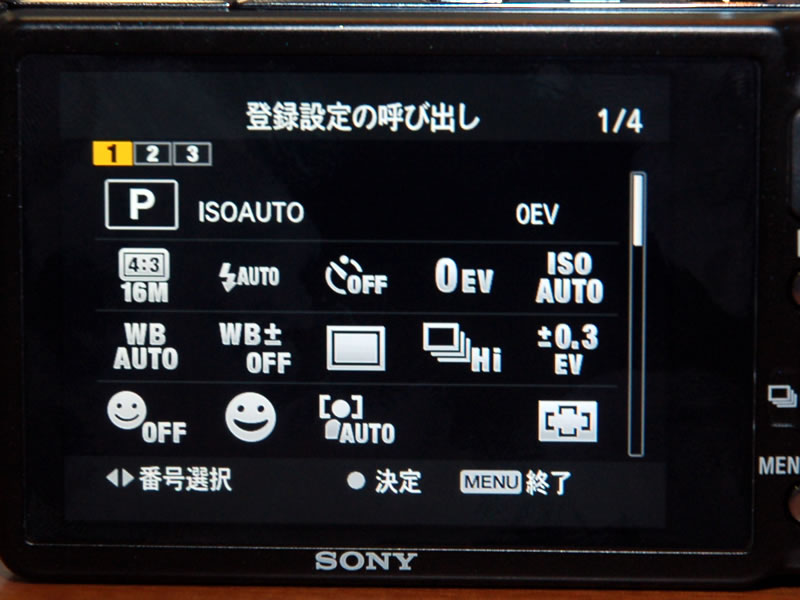 登録設定の呼び出し 1/4
1 2 3
P ISOAUTO 0EV
4:3 16M AUTO OFF 0EV ISO AUTO
WB AUTO WB± OFF Hi ±0.3 EV
OFF AUTO
番号選択 決定 MENU 終了
MEN
SONY